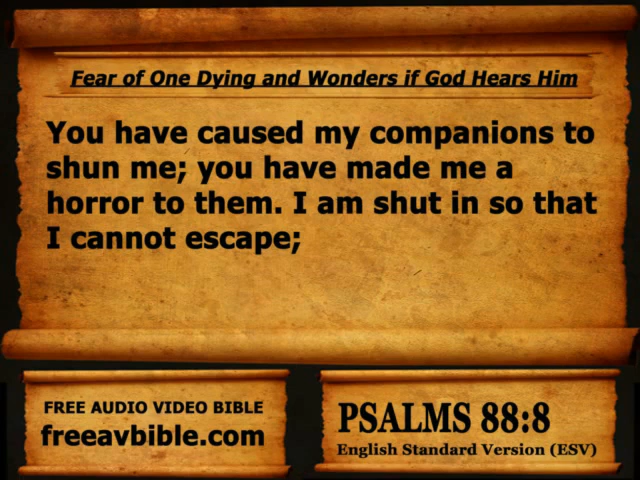 Fear of One Dying and Wonders if God Hears Him
You have caused my companions to
shun me; you have made me a
horror to them. I am shut in so that
I cannot escape;
FREE AUDIO VIDEO BIBLE
freeavbible.com
PSALMS 88:8
English Standard Version (ESV)